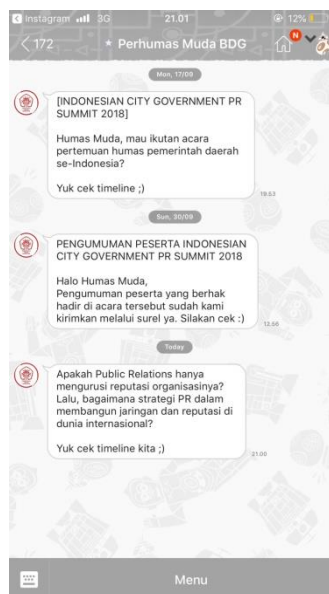 Instagram 3G 21.01 12%
172 * Perhumas Muda BDG N
Mon, 17/09
[INDONESIAN CITY GOVERNMENT PR
SUMMIT 2018]
Humas Muda, mau ikutan acara
pertemuan humas pemerintah daerah
se-Indonesia?
Yuk cek timeline ;)
19.53
Sun, 30/09
PENGUMUMAN PESERTA INDONESIAN
CITY GOVERNMENT PR SUMMIT 2018
Halo Humas Muda,
Pengumuman peserta yang berhak
hadir di acara tersebut sudah kami
kirimkan melalui surel ya. Silakan cek :)
12.56
Today
Apakah Public Relations hanya
mengurusi reputasi organisasinya?
Lalu, bagaimana strategi PR dalam
membangun jaringan dan reputasi di
dunia internasional?
Yuk cek timeline kita ;)
21.00
Menu